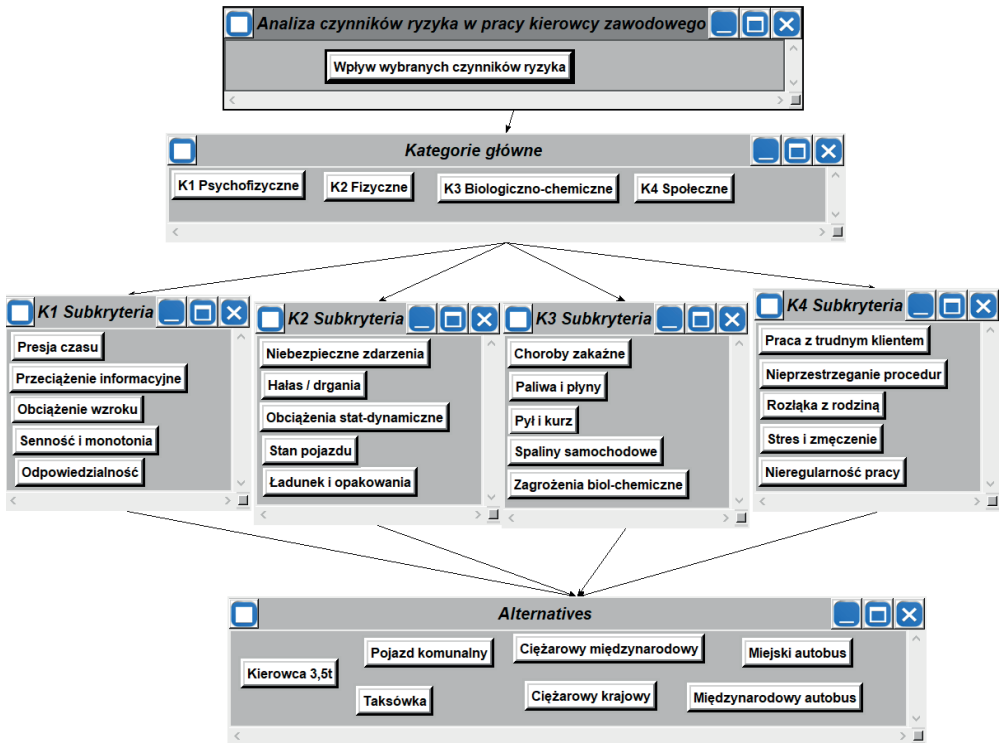 Analiza czynników ryzyka w pracy kierowcy zawodowego
Wpływ wybranych czynników ryzyka
Kategorie główne
K1 Psychofizyczne
K2 Fizyczne
K3 Biologiczno-chemiczne
K4 Społeczne
K1 Subkryteria
Presja czasu
Przeciążenie informacyjne
Obciążenie wzroku
Senność i monotonia
Odpowiedzialność
K2 Subkryteria
Niebezpieczne zdarzenia
Hałas / drgania
Obciążenia stat-dynamiczne
Stan pojazdu
Ładunek i opakowania
K3 Subkryteria
Choroby zakaźne
Paliwa i płyny
Pył i kurz
Spaliny samochodowe
Zagrożenia biol-chemiczne
K4 Subkryteria
Praca z trudnym klientem
Nieprzestrzeganie procedur
Rozłąka z rodziną
Stres i zmęczenie
Nieregularność pracy
Alternatives
Kierowca 3,5t
Pojazd komunalny
Taksówka
Ciężarowy międzynarodowy
Ciężarowy krajowy
Miejski autobus
Międzynarodowy autobus